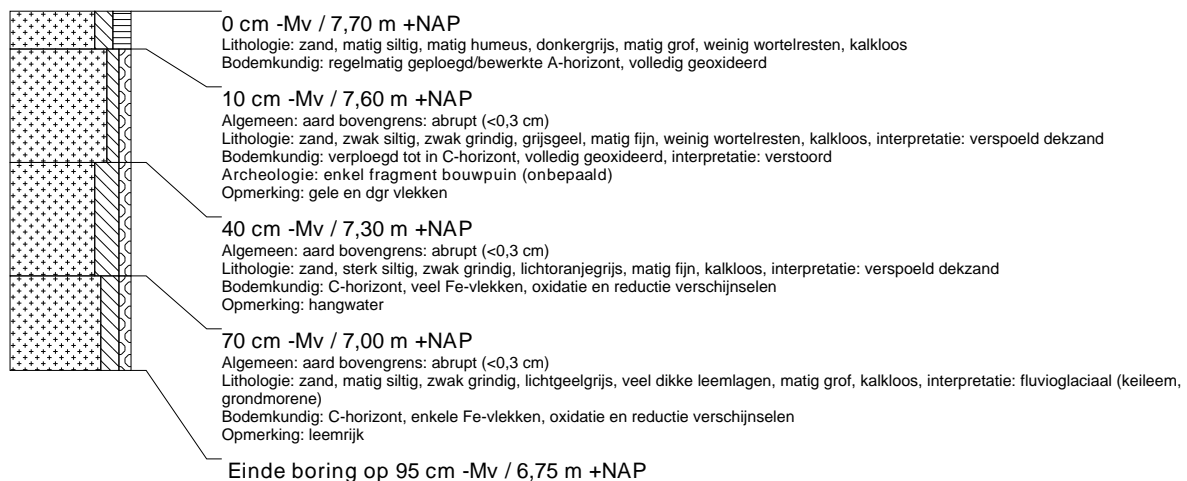 0 cm -Mv / 7,70 m +NAP
Lithologie: zand, matig siltig, matig humeus, donkergrijs, matig grof, weinig wortelresten, kalkloos
Bodemkundig: regelmatig geploegd/bewerkte A-horizont, volledig geoxideerd
10 cm -Mv / 7,60 m +NAP
Algemeen: aard bovengrens: abrupt (<0,3 cm)
Lithologie: zand, zwak siltig, zwak grindig, grijsgeel, matig fijn, weinig wortelresten, kalkloos, interpretatie: verspoeld dekzand
Bodemkundig: verploegd tot in C-horizont, volledig geoxideerd, interpretatie: verstoord
Archeologie: enkel fragment bouwpuin (onbepaald)
Opmerking: gele en dgr vlekken
40 cm -Mv / 7,30 m +NAP
Algemeen: aard bovengrens: abrupt (<0,3 cm)
Lithologie: zand, sterk siltig, zwak grindig, lichtoranjegrijs, matig fijn, kalkloos, interpretatie: verspoeld dekzand
Bodemkundig: C-horizont, veel Fe-vlekken, oxidatie en reductie verschijnselen
Opmerking: hangwater
70 cm -Mv / 7,00 m +NAP
Algemeen: aard bovengrens: abrupt (<0,3 cm)
Lithologie: zand, matig siltig, zwak grindig, lichtgeelgrijs, veel dikke leemlagen, matig grof, kalkloos, interpretatie: fluvioglaciaal (keileem,
grondmorene)
Bodemkundig: C-horizont, enkele Fe-vlekken, oxidatie en reductie verschijnselen
Opmerking: leemrijk
Einde boring op 95 cm -Mv / 6,75 m +NAP